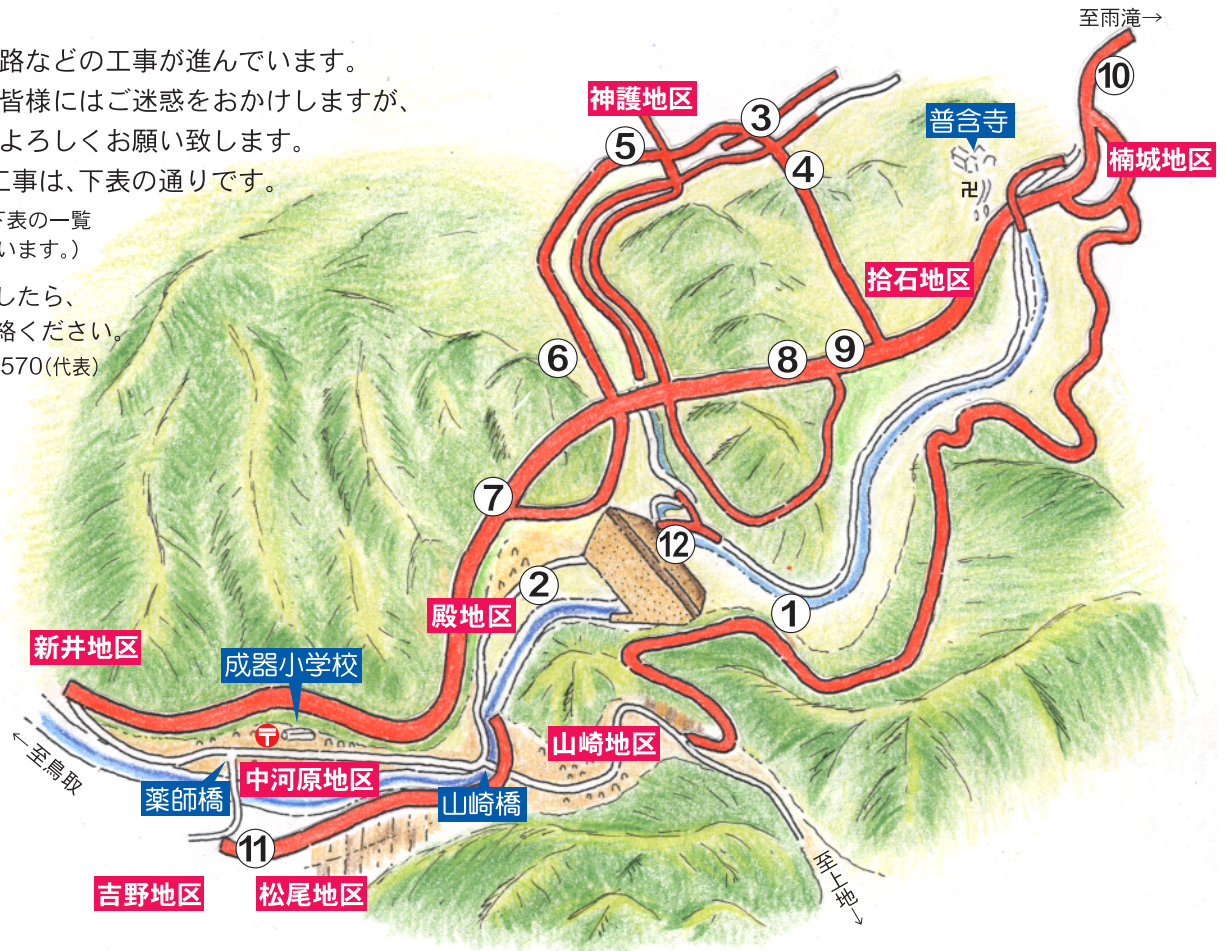 路などの工事が進んでいます。
皆様にはご迷惑をおかけしますが、
よろしくお願い致します。
工事は、下表の通りです。
下表の一覧
います。）
したら、
絡ください。
570（代表）
至雨滝→
⑩
神護地区
③
普含寺
⑤
楠城地区
④
卍
拾石地区
⑥
⑧
⑨
⑦
⑫
②
①
殿地区
新井地区
成器小学校
〒
山崎地区
←至鳥取
中河原地区
薬師橋
山崎橋
⑪
至上地→
吉野地区
松尾地区